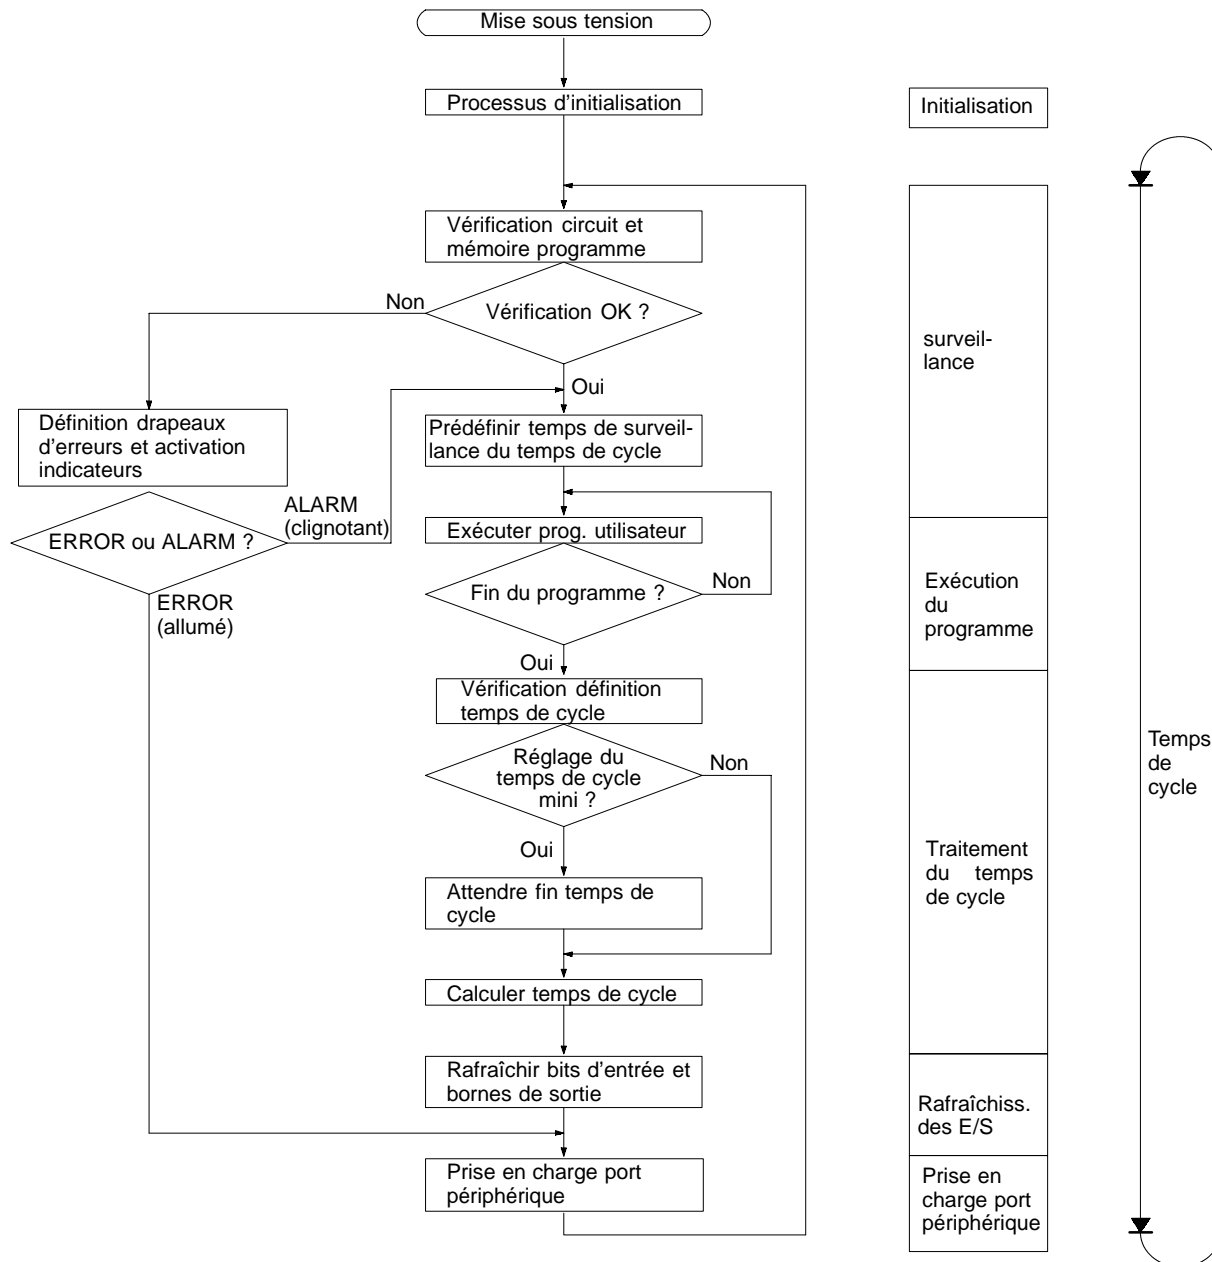 Mise sous tension
Processus d'initialisation
Initialisation
Vérification circuit et
mémoire programme
Non
Vérification OK ?
Oui
surveil-
lance
Définition drapeaux
d'erreurs et activation
indicateurs
Prédéfinir temps de surveil-
lance du temps de cycle
ALARM
(clignotant)
ERROR ou ALARM ?
Exécuter prog. utilisateur
Non
Fin du programme ?
ERROR
(allumé)
Exécution
du
programme
Oui
Vérification définition
temps de cycle
Réglage du
temps de cycle
mini ?
Non
Temps
de
cycle
Oui
Traitement
du temps
de cycle
Attendre fin temps de
cycle
Calculer temps de cycle
Rafraîchir bits d'entrée et
bornes de sortie
Rafraîchiss.
des E/S
Prise en charge port
périphérique
Prise en
charge port
périphérique